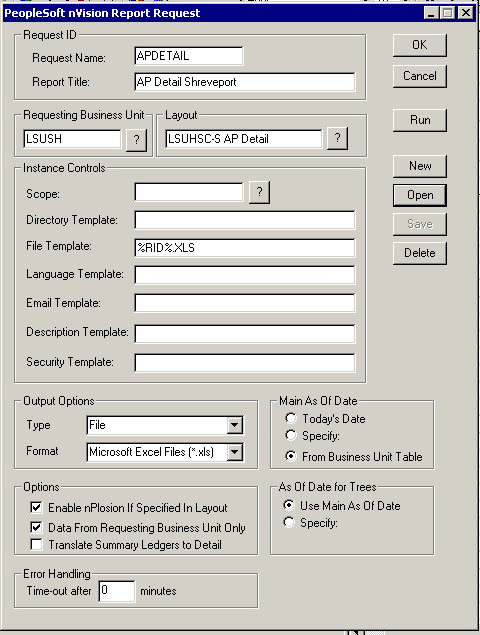 PeopleSoft nVision Report Request
Request ID
Request Name: APDETAIL
Report Title: AP Detail Shreveport
OK
Cancel
Requesting Business Unit
LSUSH ?
Layout
LSUHSC-S AP Detail ?
Run
Instance Controls
Scope: ?
Directory Template:
File Template: %RID%.XLS
Language Template:
Email Template:
Description Template:
Security Template:
New
Open
Save
Delete
Output Options
Type File
Format Microsoft Excel Files (*.xls)
Main As Of Date
Today's Date
Specify:
From Business Unit Table
Options
Enable nPlosion If Specified In Layout
Data From Requesting Business Unit Only
Translate Summary Ledgers to Detail
As Of Date for Trees
Use Main As Of Date
Specify:
Error Handling
Time-out after 0 minutes